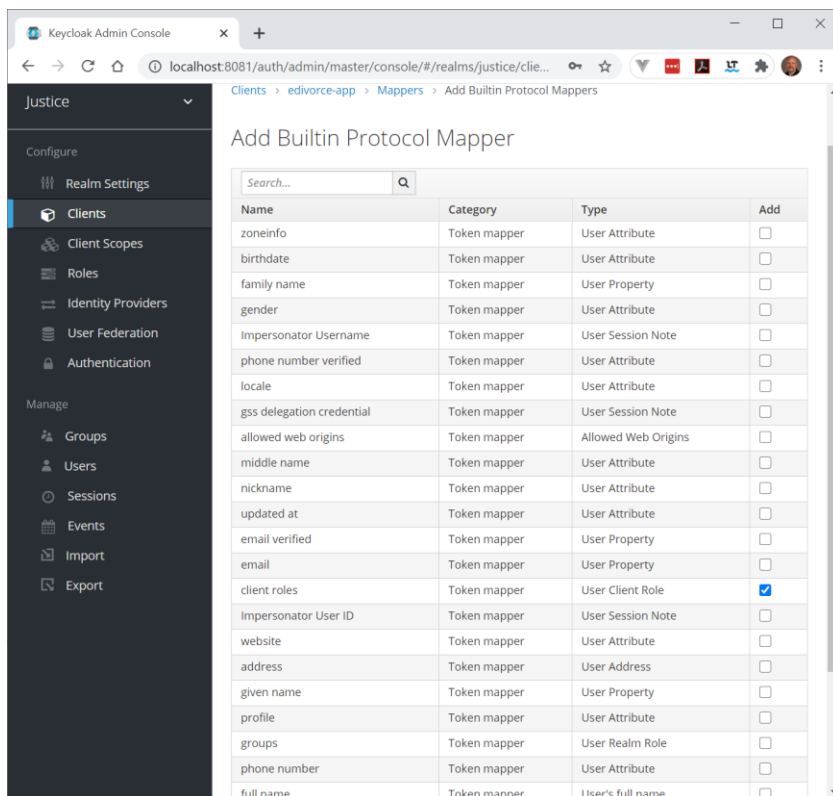 Keycloak Admin Console
localhost:8081/auth/admin/master/console/#/realms/justice/clie...
Justice
Configure
Realm Settings
Clients
Client Scopes
Roles
Identity Providers
User Federation
Authentication
Manage
Groups
Users
Sessions
Events
Import
Export
Clients > edivorce-app > Mappers > Add Builtin Protocol Mappers
Add Builtin Protocol Mapper
Search...
Name Category Type Add
zoneinfo Token mapper User Attribute
birthdate Token mapper User Attribute
family name Token mapper User Property
gender Token mapper User Attribute
Impersonator Username Token mapper User Session Note
phone number verified Token mapper User Attribute
locale Token mapper User Attribute
gss delegation credential Token mapper User Session Note
allowed web origins Token mapper Allowed Web Origins
middle name Token mapper User Attribute
nickname Token mapper User Attribute
updated at Token mapper User Attribute
email verified Token mapper User Property
email Token mapper User Property
client roles Token mapper User Client Role
Impersonator User ID Token mapper User Session Note
website Token mapper User Attribute
address Token mapper User Address
given name Token mapper User Property
profile Token mapper User Attribute
groups Token mapper User Realm Role
phone number Token mapper User Attribute
full name Token mapper User's full name